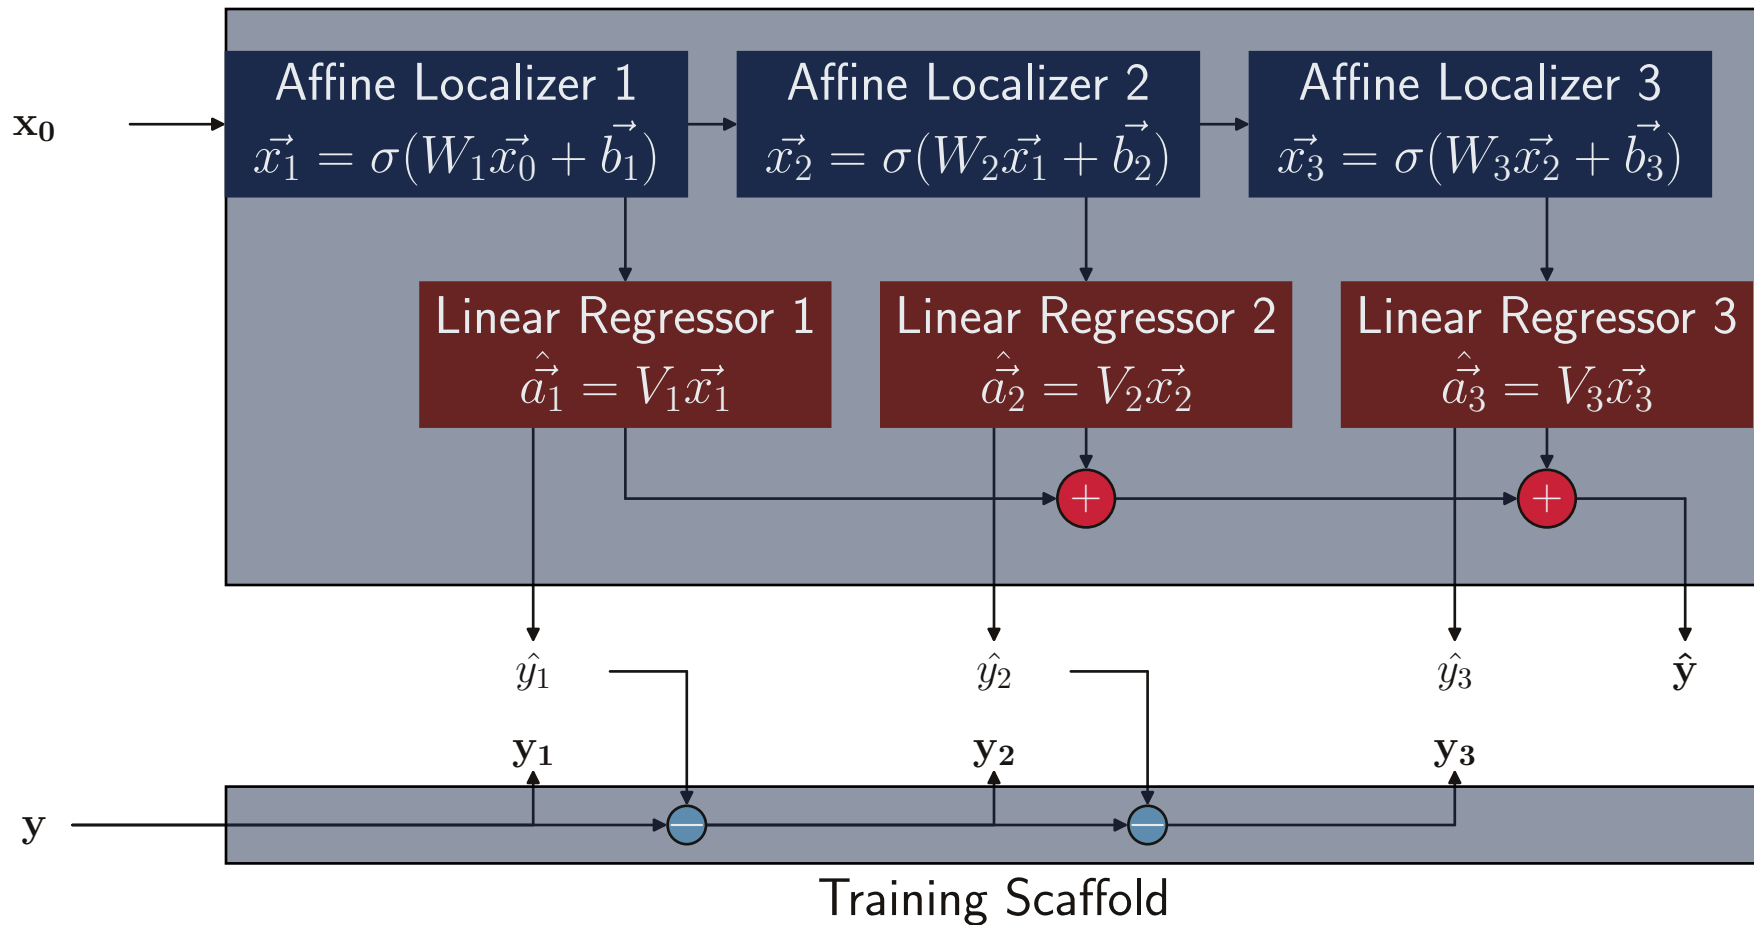 Affine Localizer 1 Affine Localizer 2 Affine Localizer 3
x₀ x⃗₁ = σ(W₁x⃗₀ + b⃗₁) x⃗₂ = σ(W₂x⃗₁ + b⃗₂) x⃗₃ = σ(W₃x⃗₂ + b⃗₃)
Linear Regressor 1 Linear Regressor 2 Linear Regressor 3
â⃗₁ = V₁x⃗₁ â⃗₂ = V₂x⃗₂ â⃗₃ = V₃x⃗₃
+ +
ŷ₁ ŷ₂ ŷ₃ ŷ
y₁ y₂ y₃
y − −
Training Scaffold